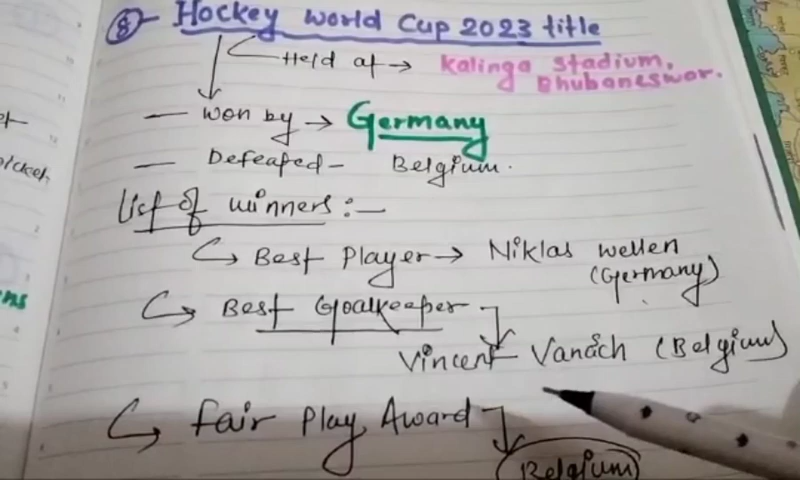 8 - Hockey World Cup 2023 title
Held at → Kalinga Stadium,
Bhubaneswar.
— Won by → Germany
— Defeated - Belgium.
List of winners :-
↳ Best Player → Niklas wellen
(Germany)
↳ Best Goalkeeper
Vincent Vanach (Belgium)
↳ fair Play Award
Belgium